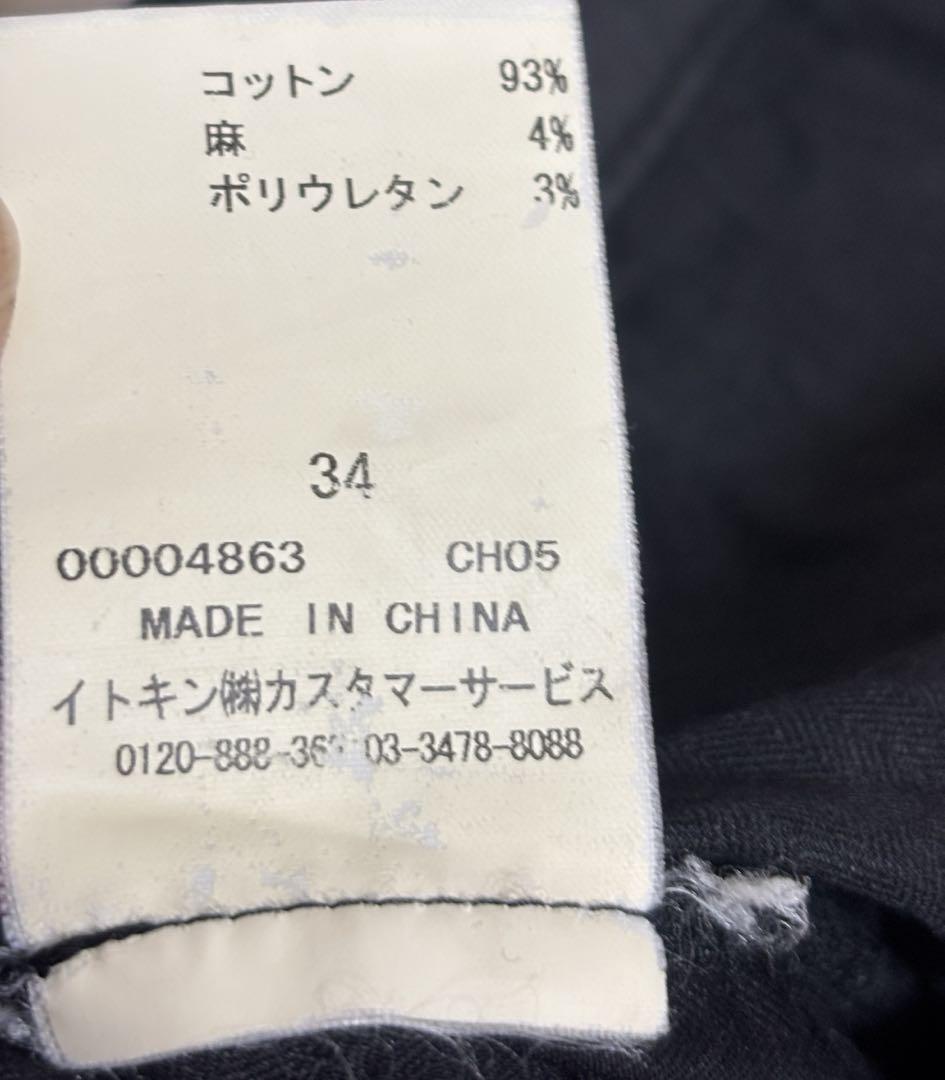 コットン 93%
麻 4%
ポリウレタン 3%
34
00004863 CH05
MADE IN CHINA
イトキン㈱カスタマーサービス
03-3478-8088